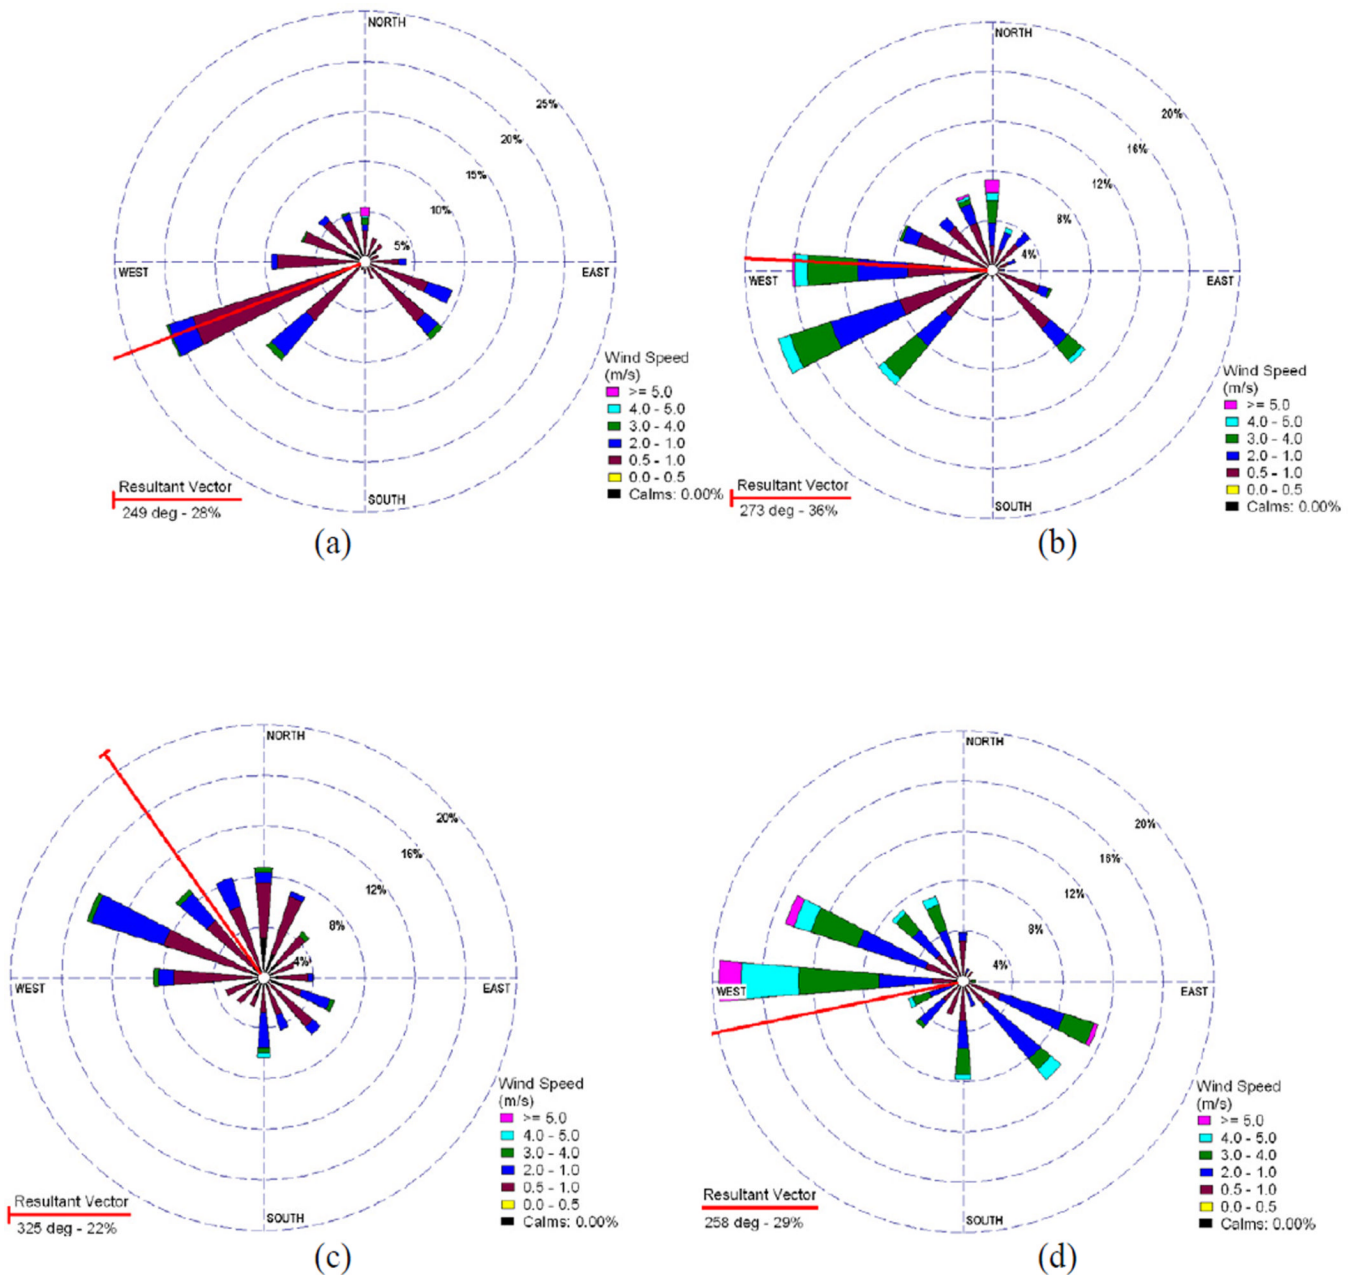 NORTH
25%
20%
15%
10%
5%
WEST
EAST
SOUTH
Wind Speed
(m/s)
>= 5.0
4.0 - 5.0
3.0 - 4.0
2.0 - 1.0
0.5 - 1.0
0.0 - 0.5
Calms: 0.00%
Resultant Vector
249 deg - 28%
(a)
NORTH
20%
16%
12%
8%
4%
WEST
EAST
SOUTH
Wind Speed
(m/s)
>= 5.0
4.0 - 5.0
3.0 - 4.0
2.0 - 1.0
0.5 - 1.0
0.0 - 0.5
Calms: 0.00%
Resultant Vector
273 deg - 36%
(b)
NORTH
20%
16%
12%
8%
4%
WEST
EAST
SOUTH
Wind Speed
(m/s)
>= 5.0
4.0 - 5.0
3.0 - 4.0
2.0 - 1.0
0.5 - 1.0
0.0 - 0.5
Calms: 0.00%
Resultant Vector
325 deg - 22%
(c)
NORTH
20%
16%
12%
8%
4%
WEST
EAST
SOUTH
Wind Speed
(m/s)
>= 5.0
4.0 - 5.0
3.0 - 4.0
2.0 - 1.0
0.5 - 1.0
0.0 - 0.5
Calms: 0.00%
Resultant Vector
258 deg - 29%
(d)